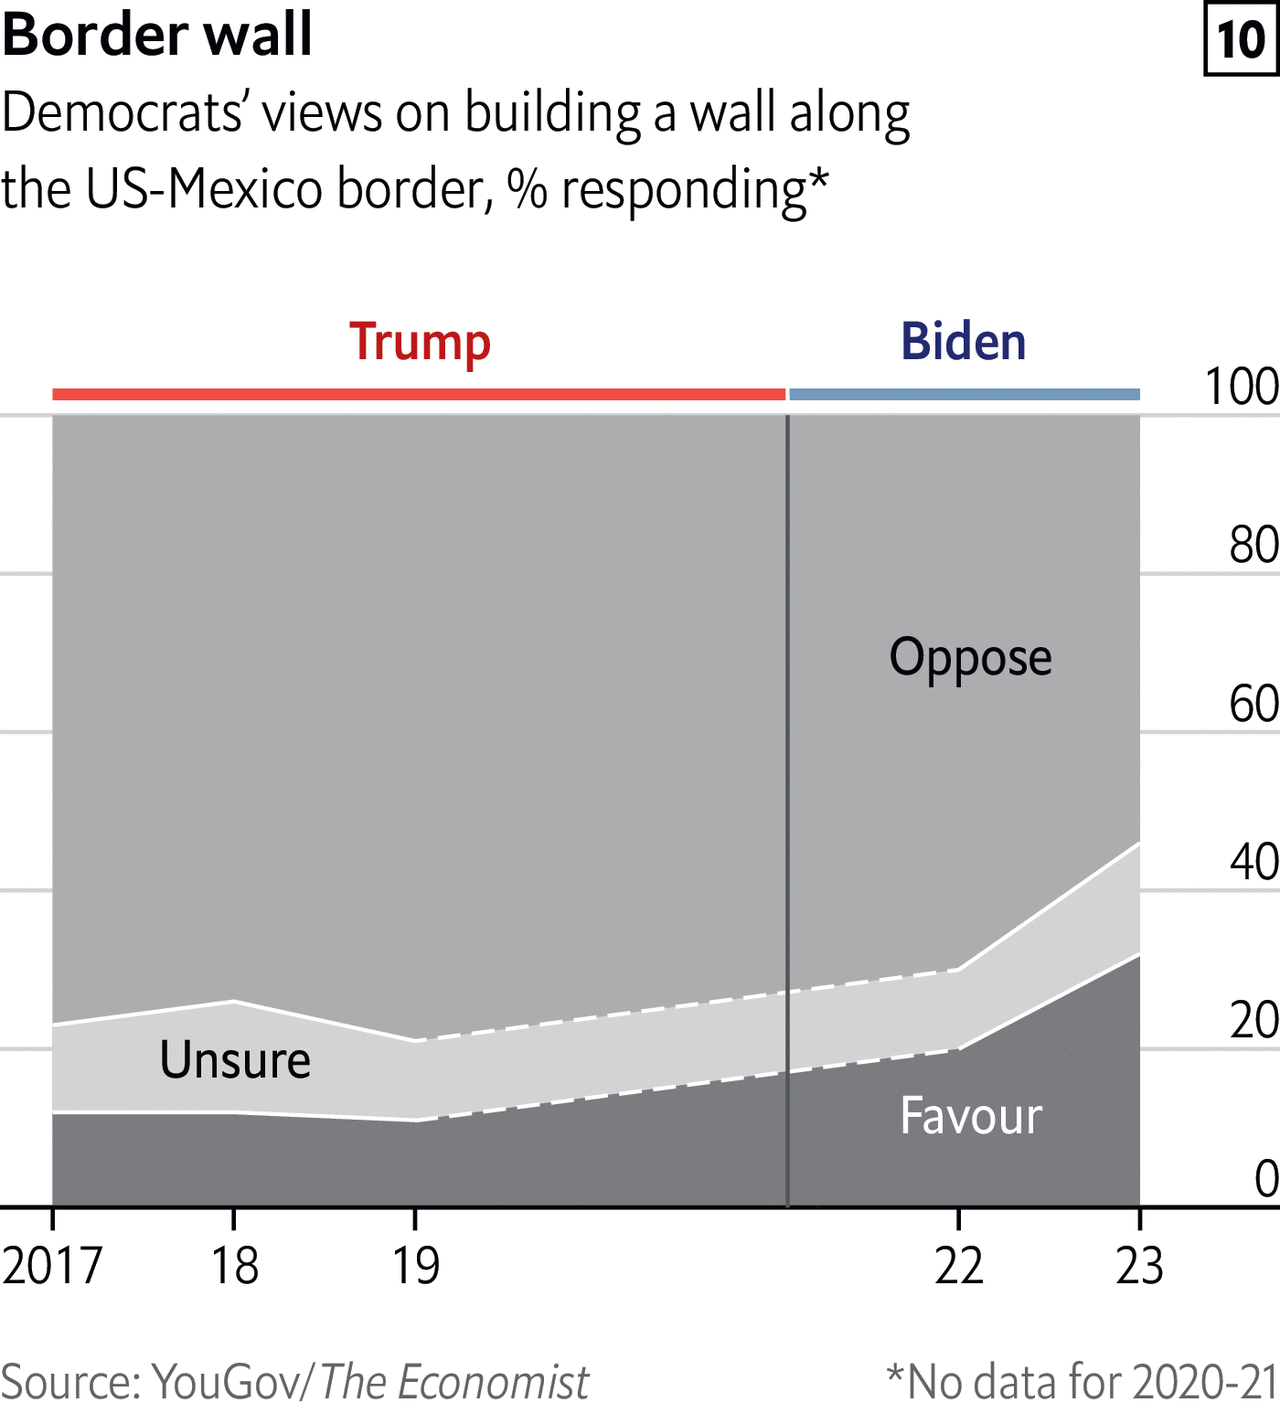 Border wall
10
Democrats’ views on building a wall along
the US-Mexico border, % responding*
Trump
Biden
100
80
60
40
20
0
Oppose
Unsure
Favour
2017
18
19
22
23
Source: YouGov/The Economist
*No data for 2020-21